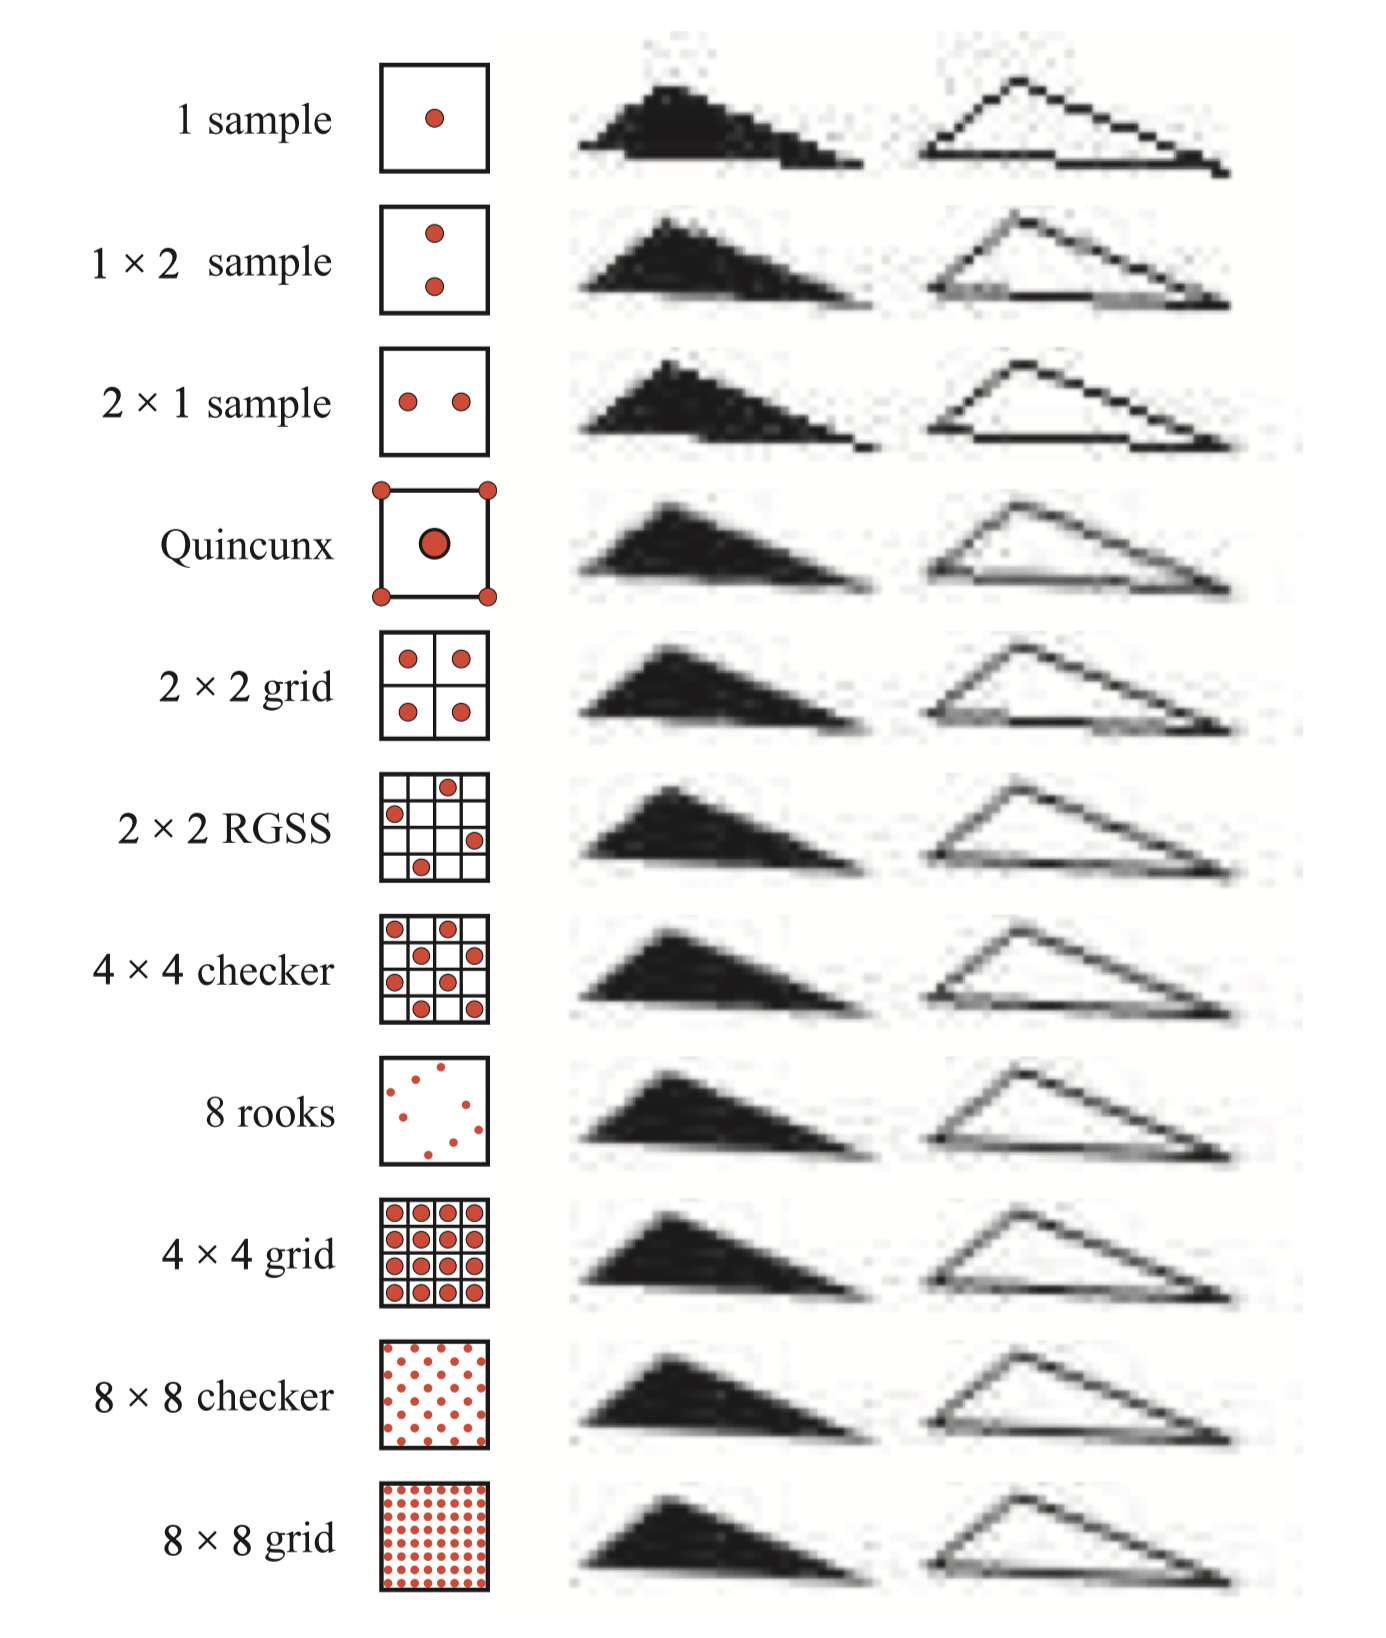 1 sample
1 × 2 sample
2 × 1 sample
Quincunx
2 × 2 grid
2 × 2 RGSS
4 × 4 checker
8 rooks
4 × 4 grid
8 × 8 checker
8 × 8 grid